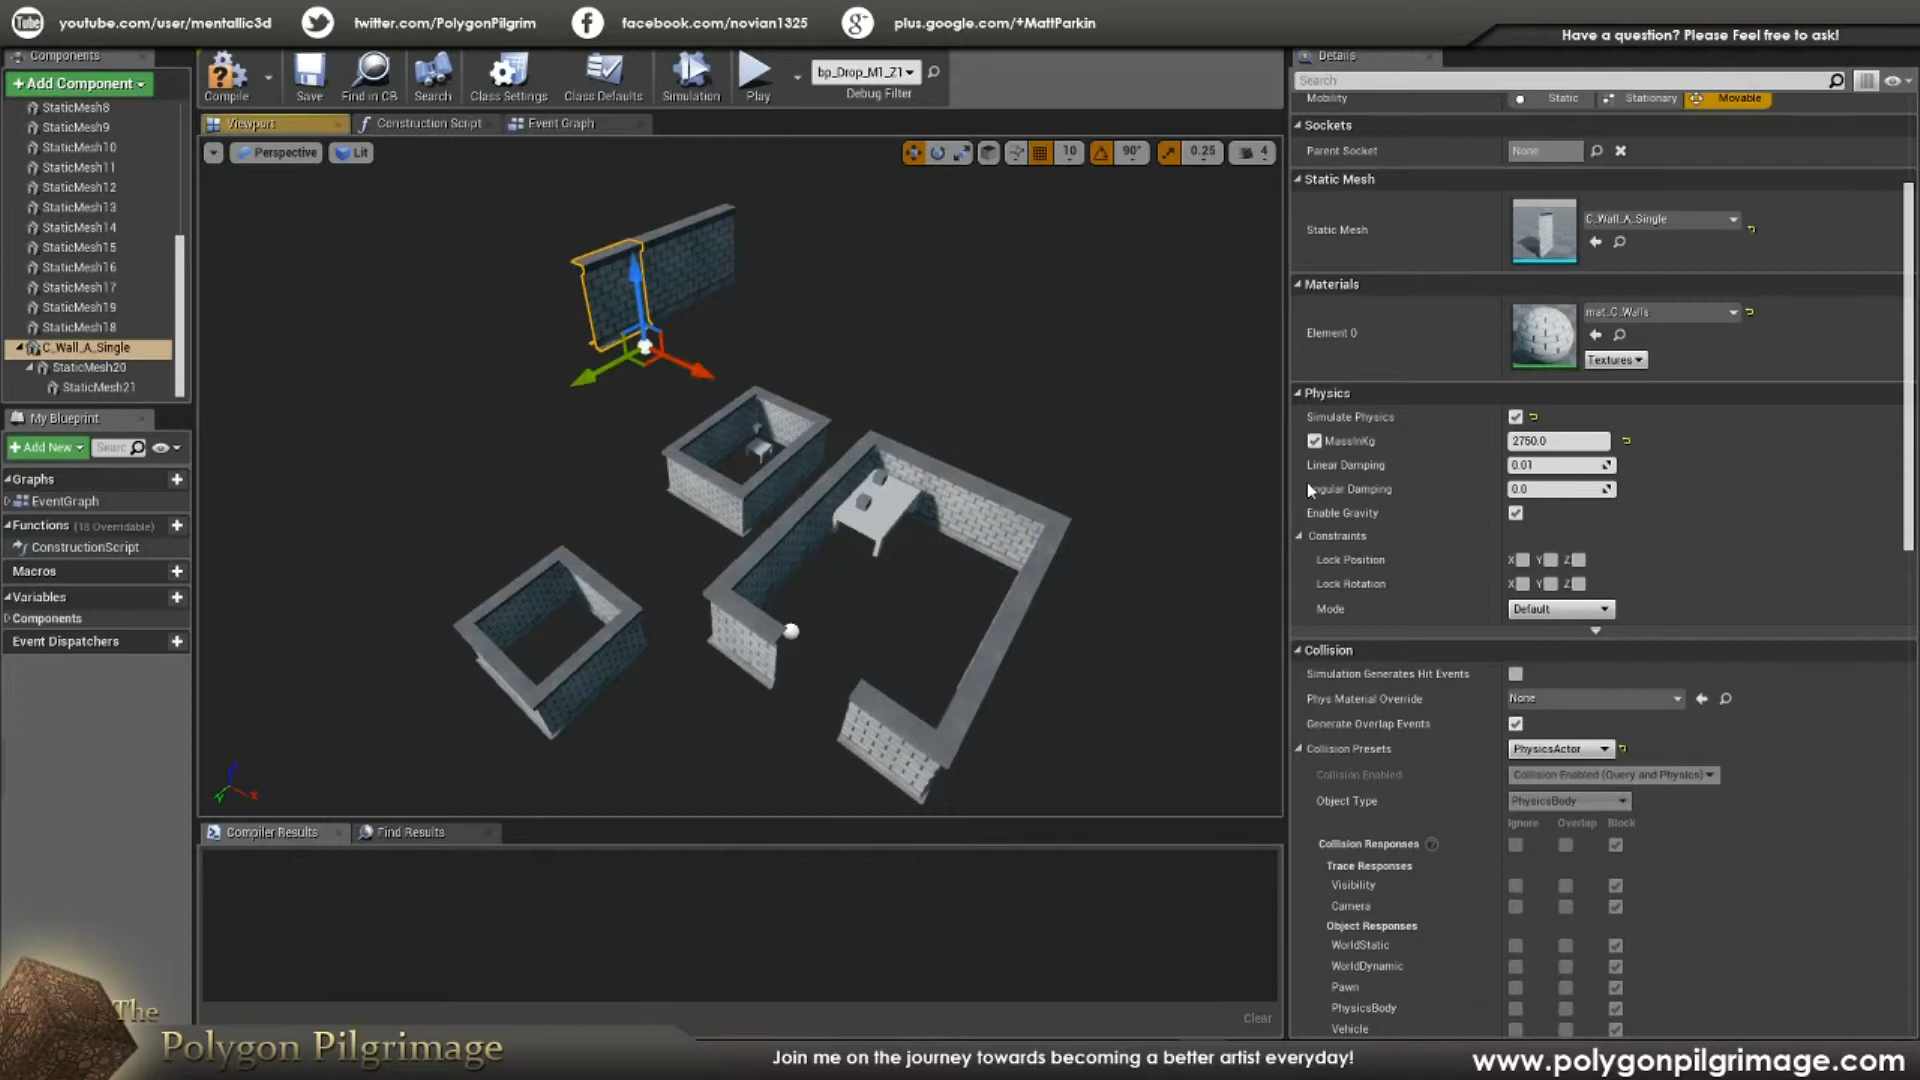 You Tube youtube.com/user/mentallic3d twitter.com/PolygonPilgrim facebook.com/novian1325 plus.google.com/+MattParkin
Have a question? Please Feel free to ask!
Components
+Add Component
StaticMesh8
StaticMesh9
StaticMesh10
StaticMesh11
StaticMesh12
StaticMesh13
StaticMesh14
StaticMesh15
StaticMesh16
StaticMesh17
StaticMesh19
StaticMesh18
C_Wall_A_Single
StaticMesh20
StaticMesh21
My Blueprint
+Add New Searc
Graphs
EventGraph
Functions (18 Overridable)
ConstructionScript
Macros
Variables
Components
Event Dispatchers
Compile Save Find in CB Search Class Settings Class Defaults Simulation Play
bp_Drop_M1_Z1
Debug Filter
Viewport Construction Script Event Graph
Perspective Lit 10 90° 0.25 4
Z
Y X
Compiler Results Find Results
Clear
Details
Search
Mobility Static Stationary Movable
Sockets
Parent Socket None
Static Mesh
Static Mesh C_Wall_A_Single
Materials
Element 0 mat_C_Walls
Textures
Physics
Simulate Physics
MassInKg 2750.0
Linear Damping 0.01
Angular Damping 0.0
Enable Gravity
Constraints
Lock Position X Y Z
Lock Rotation X Y Z
Mode Default
Collision
Simulation Generates Hit Events
Phys Material Override None
Generate Overlap Events
Collision Presets PhysicsActor
Collision Enabled Collision Enabled (Query and Physics)
Object Type PhysicsBody
Ignore Overlap Block
Collision Responses ?
Trace Responses
Visibility
Camera
Object Responses
WorldStatic
WorldDynamic
Pawn
PhysicsBody
Vehicle
The
Polygon Pilgrimage
Join me on the journey towards becoming a better artist everyday!
www.polygonpilgrimage.com